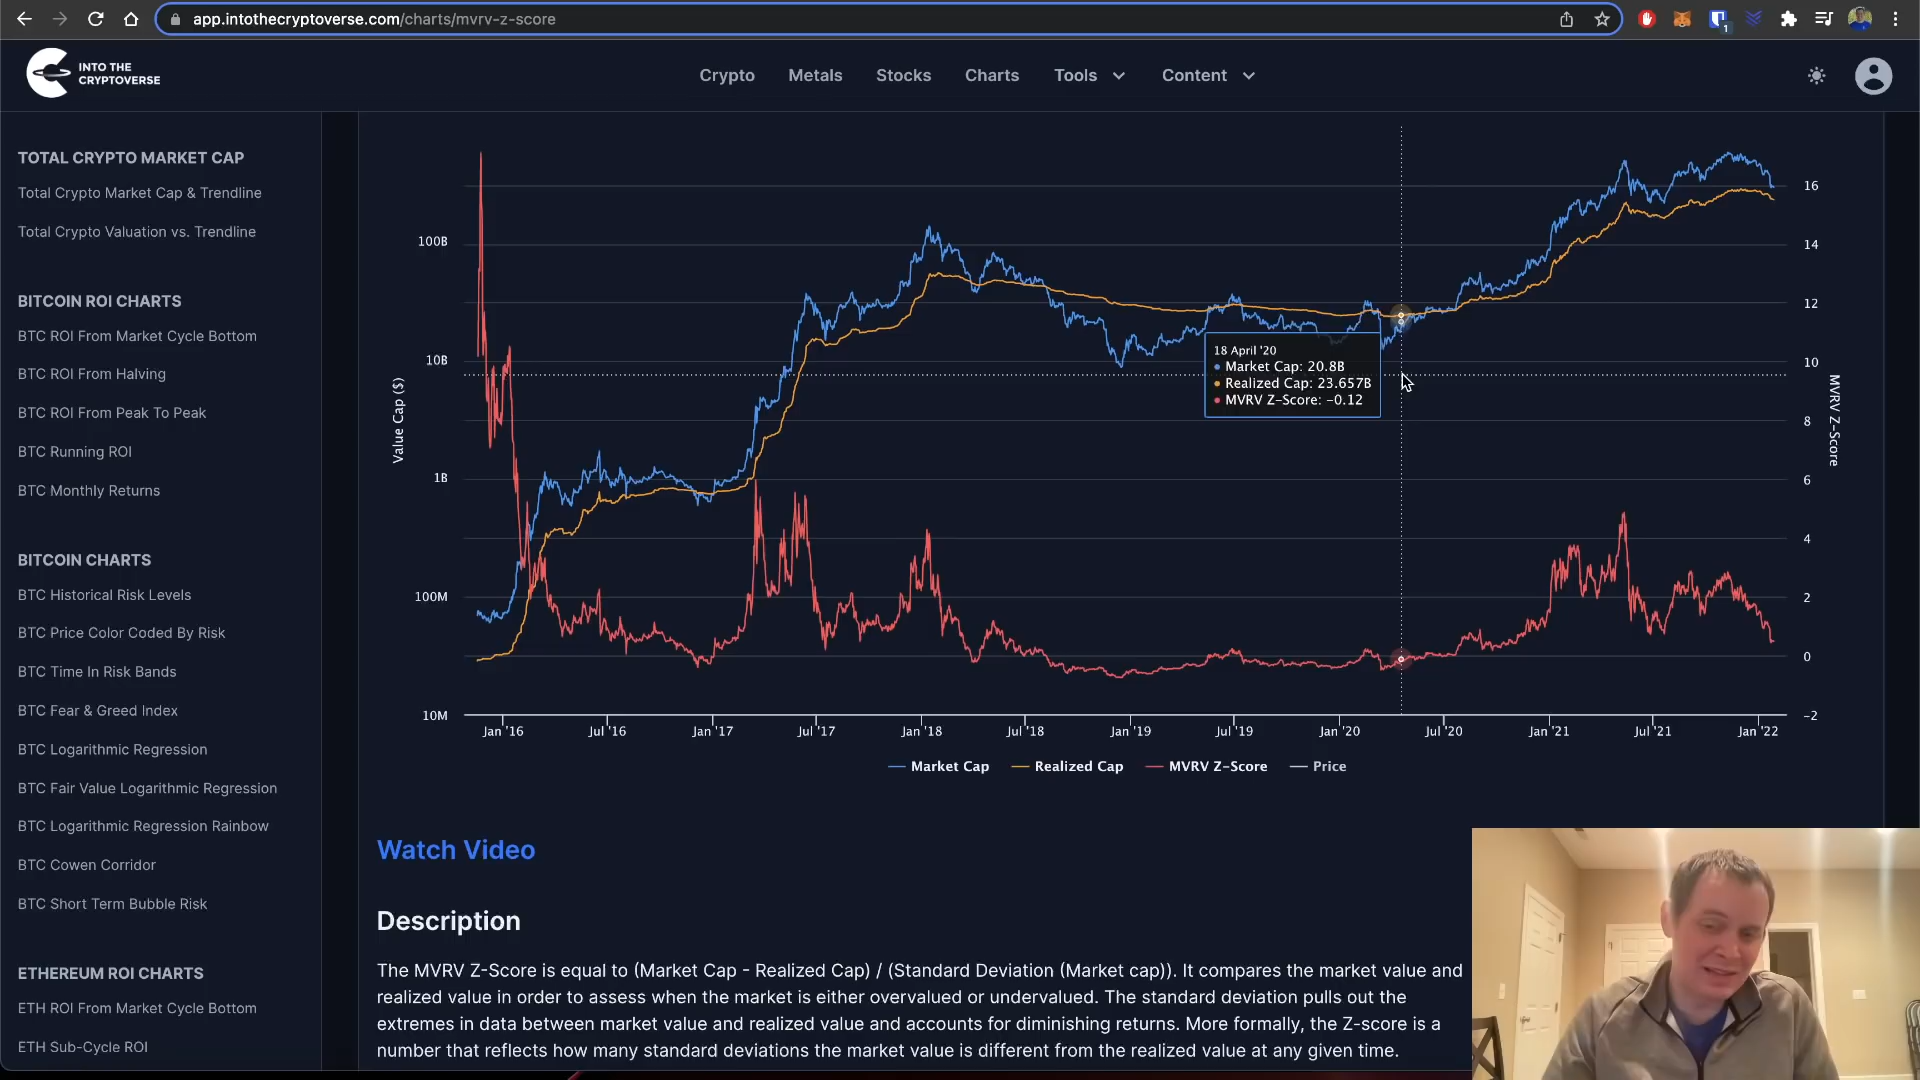 app.intothecryptoverse.com/charts/mvrv-z-score
1
INTO THE
CRYPTOVERSE
Crypto
Metals
Stocks
Charts
Tools
Content
TOTAL CRYPTO MARKET CAP
Total Crypto Market Cap & Trendline
Total Crypto Valuation vs. Trendline
BITCOIN ROI CHARTS
BTC ROI From Market Cycle Bottom
BTC ROI From Halving
BTC ROI From Peak To Peak
BTC Running ROI
BTC Monthly Returns
BITCOIN CHARTS
BTC Historical Risk Levels
BTC Price Color Coded By Risk
BTC Time In Risk Bands
BTC Fear & Greed Index
BTC Logarithmic Regression
BTC Fair Value Logarithmic Regression
BTC Logarithmic Regression Rainbow
BTC Cowen Corridor
BTC Short Term Bubble Risk
ETHEREUM ROI CHARTS
ETH ROI From Market Cycle Bottom
ETH Sub-Cycle ROI
Value Cap ($)
100B
10B
1B
100M
10M
18 April '20
Market Cap: 20.8B
Realized Cap: 23.657B
MVRV Z-Score: -0.12
16
14
12
10
8
6
4
2
0
-2
MVRV Z-Score
Jan '16
Jul '16
Jan '17
Jul '17
Jan '18
Jul '18
Jan '19
Jul '19
Jan '20
Jul '20
Jan '21
Jul '21
Jan '22
Market Cap
Realized Cap
MVRV Z-Score
Price
Watch Video
Description
The MVRV Z-Score is equal to (Market Cap - Realized Cap) / (Standard Deviation (Market cap)). It compares the market value and
realized value in order to assess when the market is either overvalued or undervalued. The standard deviation pulls out the
extremes in data between market value and realized value and accounts for diminishing returns. More formally, the Z-score is a
number that reflects how many standard deviations the market value is different from the realized value at any given time.